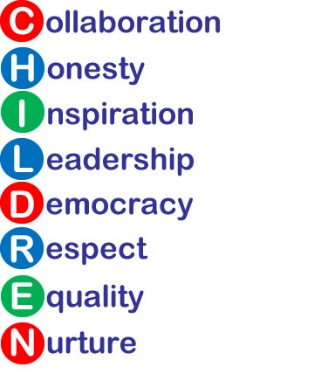 Collaboration
Honesty
Inspiration
Leadership
Democracy
Respect
Equality
Nurture